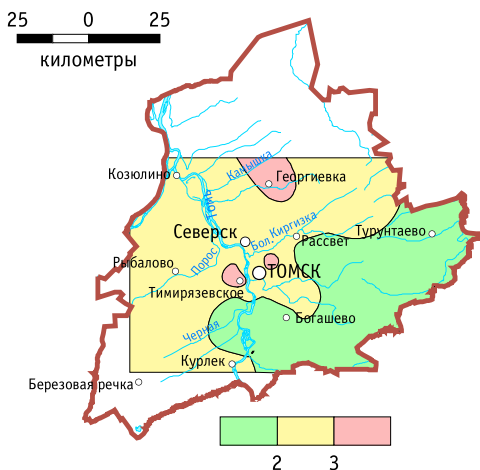 25 0 25
километры
Козюлино
Камышка
Георгиевка
Томь
Северск
Бол. Киргизка
Рассвет
Турунтаево
Рыбалово
Порос
ТОМСК
Тимирязевское
Богашево
Черная
Курлек
Березовая речка
2 3